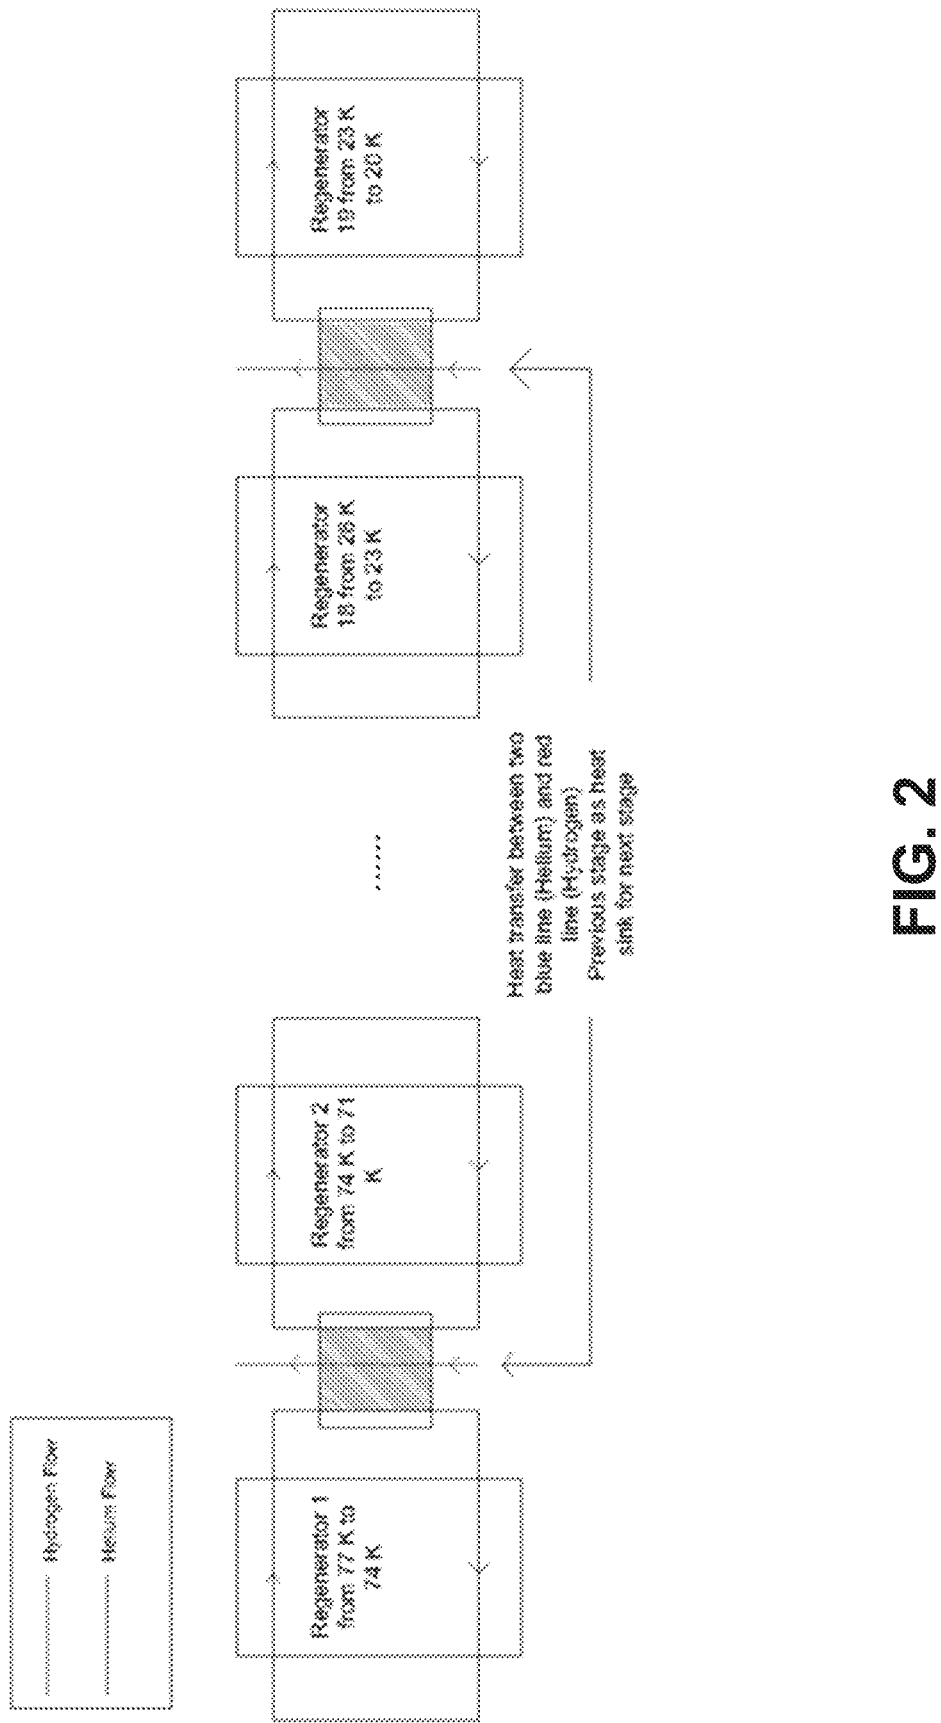 Hydrogen Flow
Helium Flow
Regenerator 1
from 77 K to
74 K
Regenerator 2
from 74 K to 71
K
......
Regenerator
18 from 26 K
to 23 K
Regenerator
19 from 23 K
to 20 K
Heat transfer between two
blue line (Helium) and red
line (Hydrogen)
Previous stage as heat
sink for next stage
FIG. 2